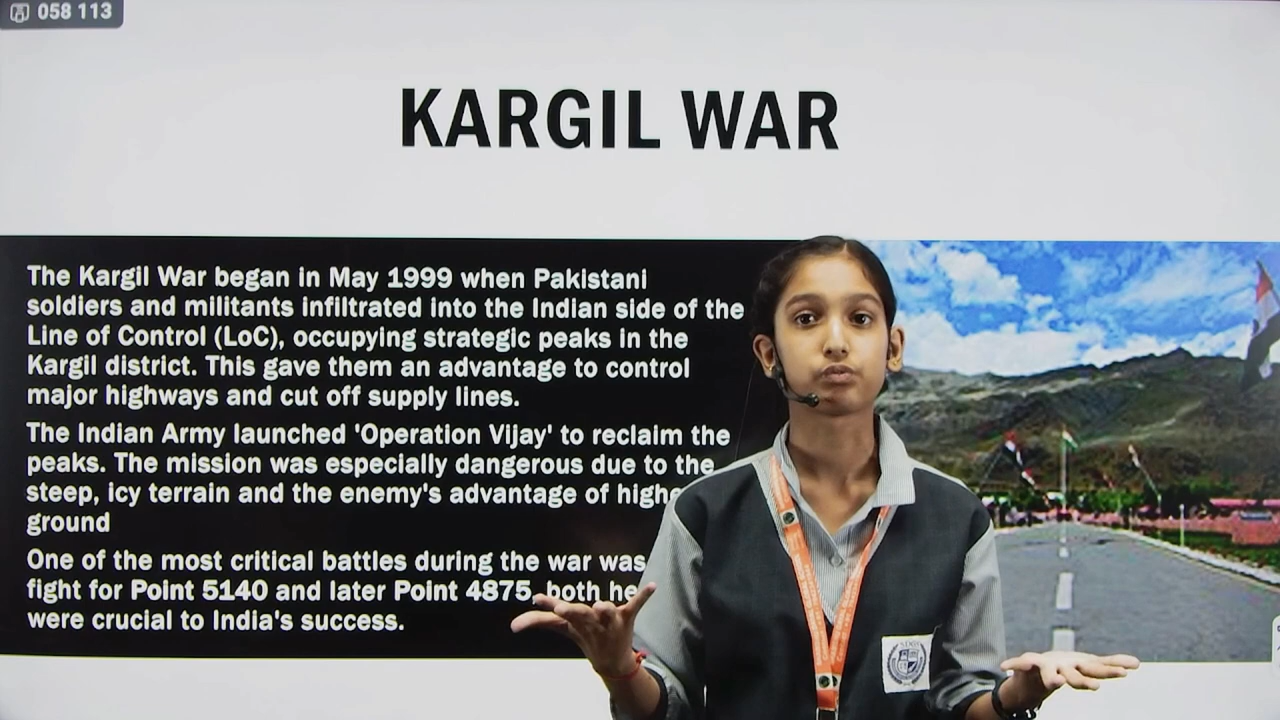 058 113
KARGIL WAR
The Kargil War began in May 1999 when Pakistani
soldiers and militants infiltrated into the Indian side of the
Line of Control (LoC), occupying strategic peaks in the
Kargil district. This gave them an advantage to control
major highways and cut off supply lines.
The Indian Army launched 'Operation Vijay' to reclaim the
peaks. The mission was especially dangerous due to the
steep, icy terrain and the enemy's advantage of highe
ground
One of the most critical battles during the war was
fight for Point 5140 and later Point 4875, both he
were crucial to India's success.